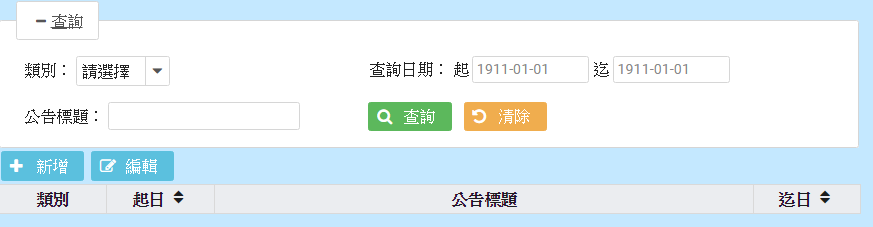 查詢
類別： 請選擇 查詢日期： 起 1911-01-01 迄 1911-01-01
公告標題： 查詢 清除
新增 編輯
類別 起日 公告標題 迄日